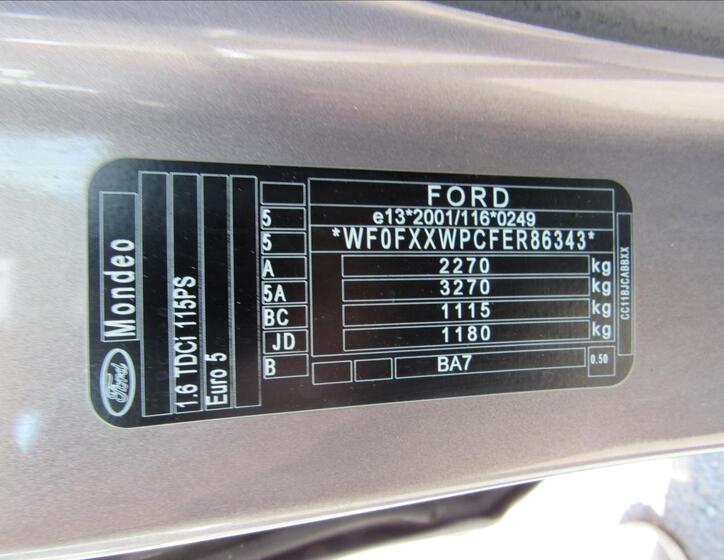 FORD
e13*2001/116*0249
*WF0FXXWPCFER86343*
2270 kg
3270 kg
1115 kg
1180 kg
BA7
0.50
5
5
A
5A
BC
JD
B
Euro 5
1.6 TDCi 115PS
Mondeo
Ford
CC11BJCABBXX